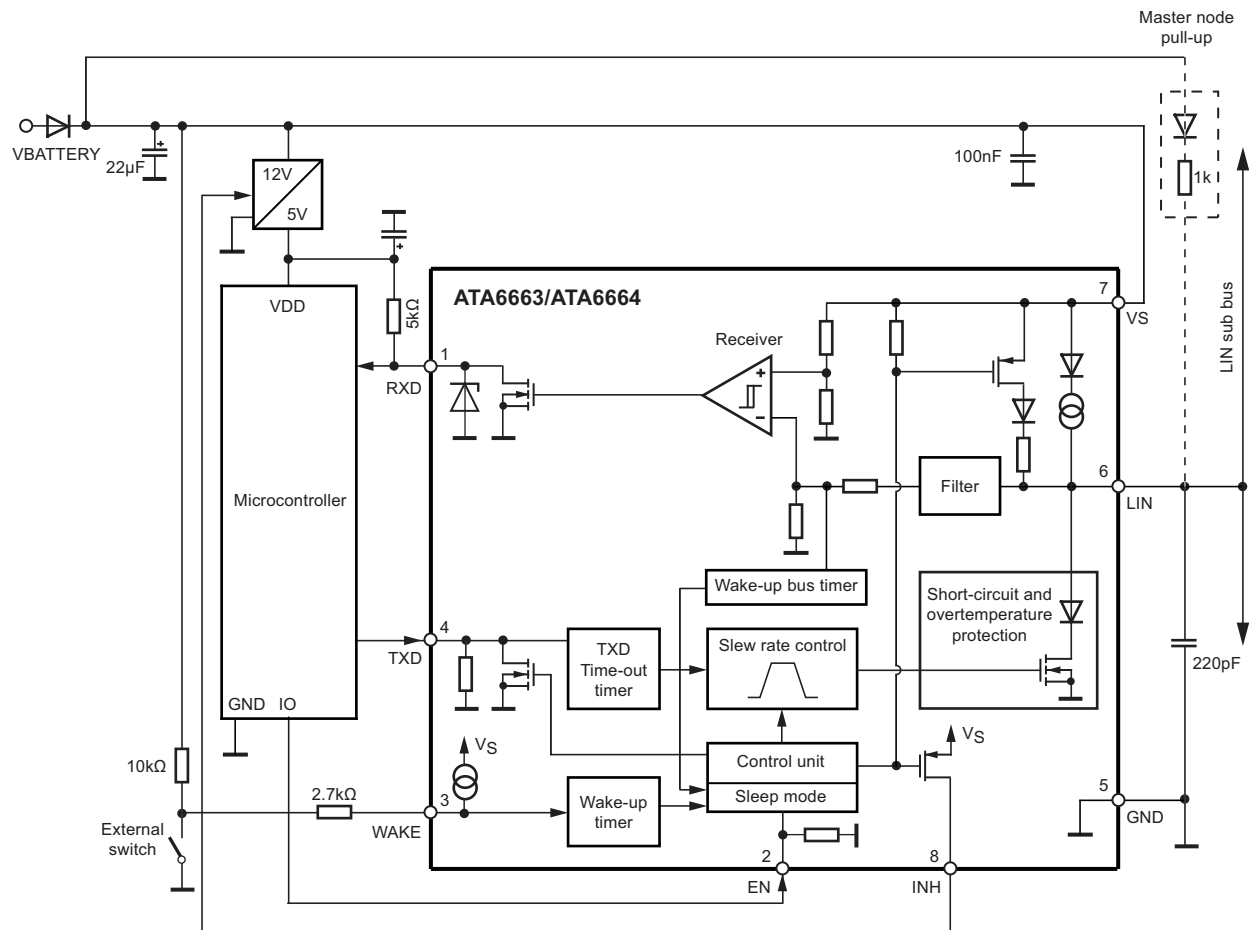 Master node
pull-up
VBATTERY
22µF
+
12V
5V
+
100nF
1k
LIN sub bus
VDD
5kΩ
ATA6663/ATA6664
7
VS
Receiver
+
−
1
RXD
Microcontroller
Filter
6
LIN
Wake-up bus timer
Short-circuit and
overtemperature
protection
4
TXD
TXD
Time-out
timer
Slew rate control
220pF
GND
IO
VS
Control unit
Sleep mode
VS
10kΩ
2.7kΩ
3
WAKE
Wake-up
timer
5
GND
External
switch
2
EN
8
INH